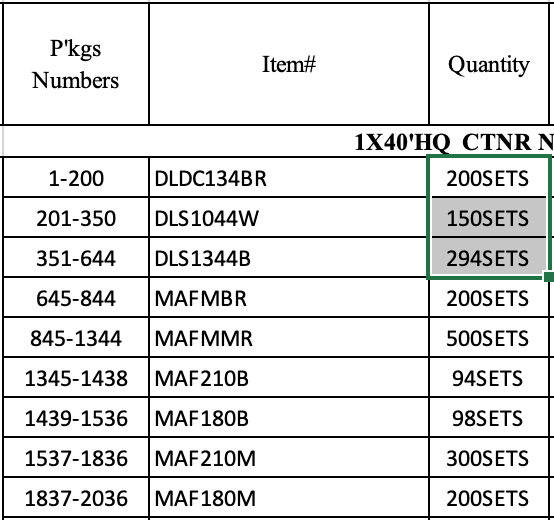 P'kgs Numbers Item# Quantity
1X40'HQ CTNR N
1-200 DLDC134BR 200SETS
201-350 DLS1044W 150SETS
351-644 DLS1344B 294SETS
645-844 MAFMBR 200SETS
845-1344 MAFMMR 500SETS
1345-1438 MAF210B 94SETS
1439-1536 MAF180B 98SETS
1537-1836 MAF210M 300SETS
1837-2036 MAF180M 200SETS